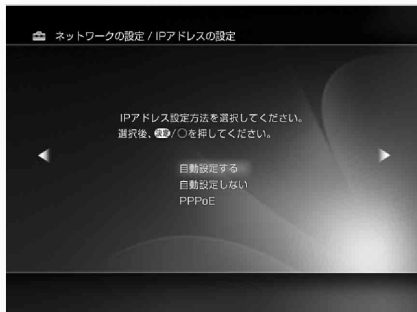 ネットワークの設定 / IPアドレスの設定
IPアドレス設定方法を選択してください。
選択後、決定/○を押してください。
自動設定する
自動設定しない
PPPoE